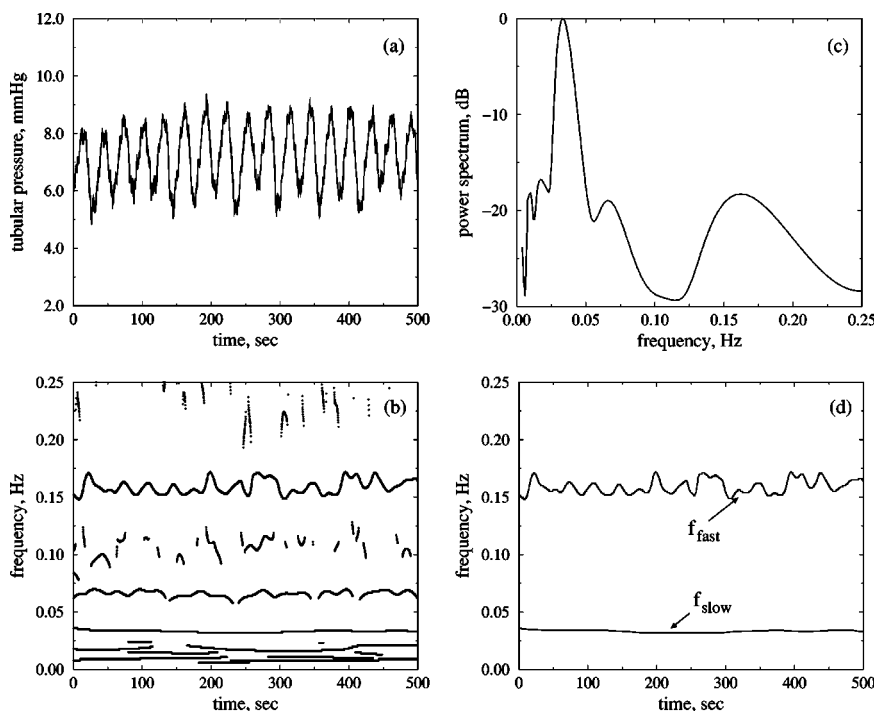 (a)
12.0
10.0
8.0
6.0
4.0
2.0
tubular pressure, mmHg
0 100 200 300 400 500
time, sec
(c)
0
−10
−20
−30
power spectrum, dB
0.00 0.05 0.10 0.15 0.20 0.25
frequency, Hz
(b)
0.25
0.20
0.15
0.10
0.05
0.00
frequency, Hz
0 100 200 300 400 500
time, sec
(d)
0.25
0.20
0.15
0.10
0.05
0.00
frequency, Hz
f_fast
f_slow
0 100 200 300 400 500
time, sec